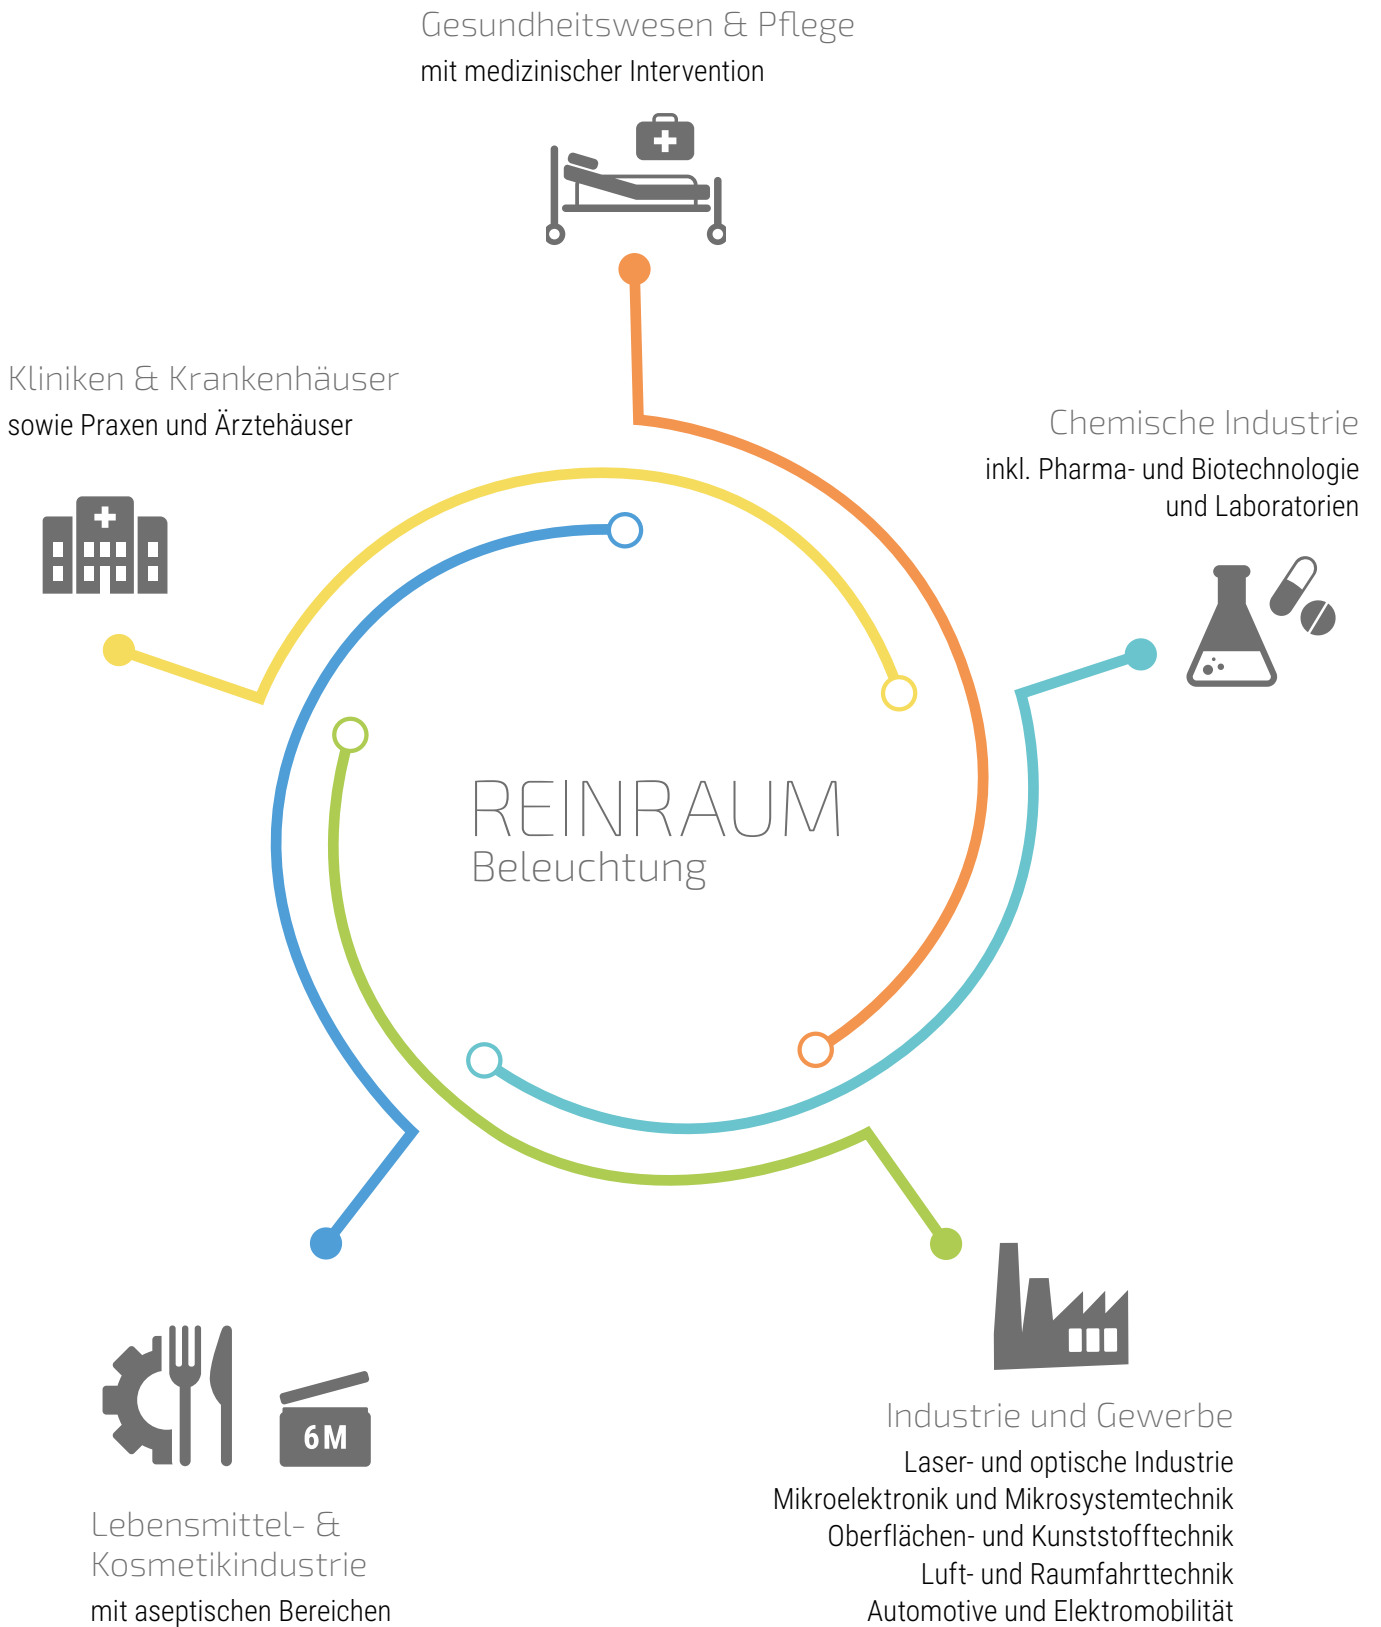 Gesundheitswesen & Pflege
mit medizinischer Intervention
Kliniken & Krankenhäuser
sowie Praxen und Ärztehäuser
Chemische Industrie
inkl. Pharma- und Biotechnologie
und Laboratorien
REINRAUM
Beleuchtung
6M
Lebensmittel- &
Kosmetikindustrie
mit aseptischen Bereichen
Industrie und Gewerbe
Laser- und optische Industrie
Mikroelektronik und Mikrosystemtechnik
Oberflächen- und Kunststofftechnik
Luft- und Raumfahrttechnik
Automotive und Elektromobilität